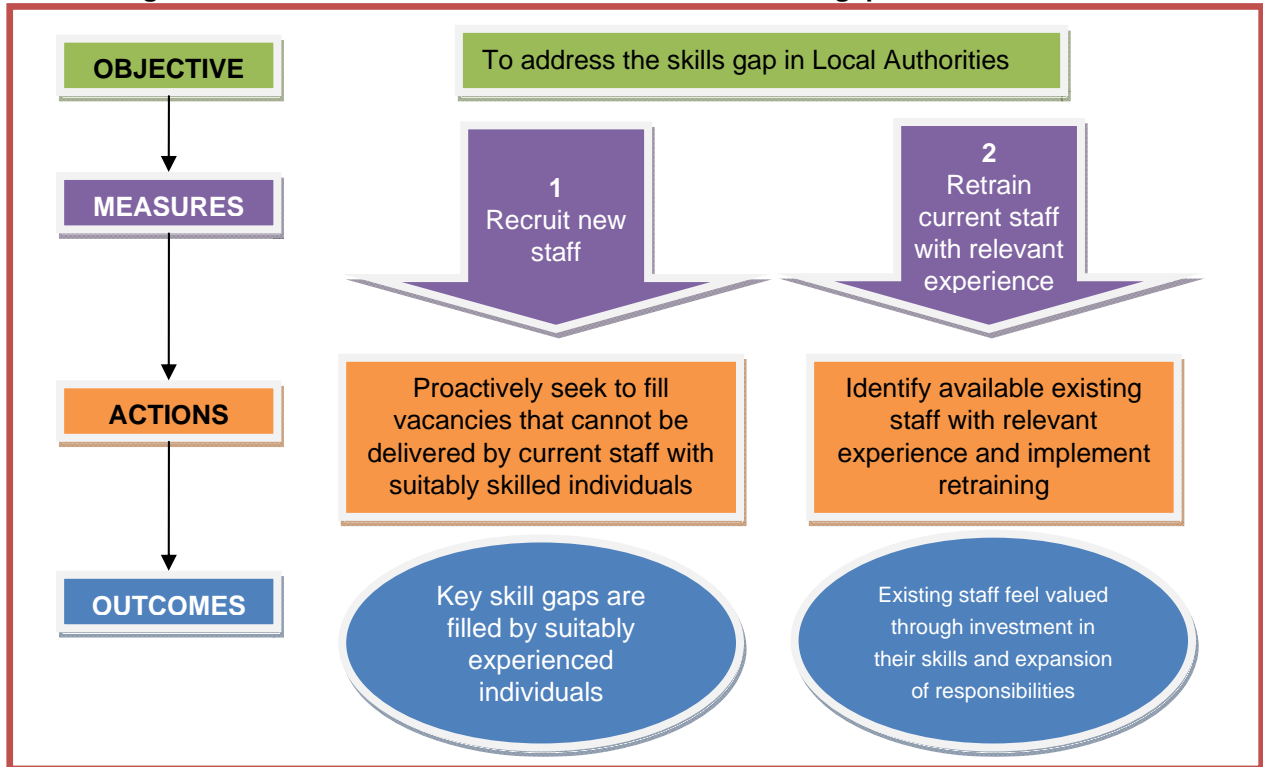 OBJECTIVE
To address the skills gap in Local Authorities
MEASURES
1
Recruit new
staff
2
Retrain
current staff
with relevant
experience
ACTIONS
Proactively seek to fill
vacancies that cannot be
delivered by current staff with
suitably skilled individuals
Identify available existing
staff with relevant
experience and implement
retraining
OUTCOMES
Key skill gaps are
filled by suitably
experienced
individuals
Existing staff feel valued
through investment in
their skills and expansion
of responsibilities